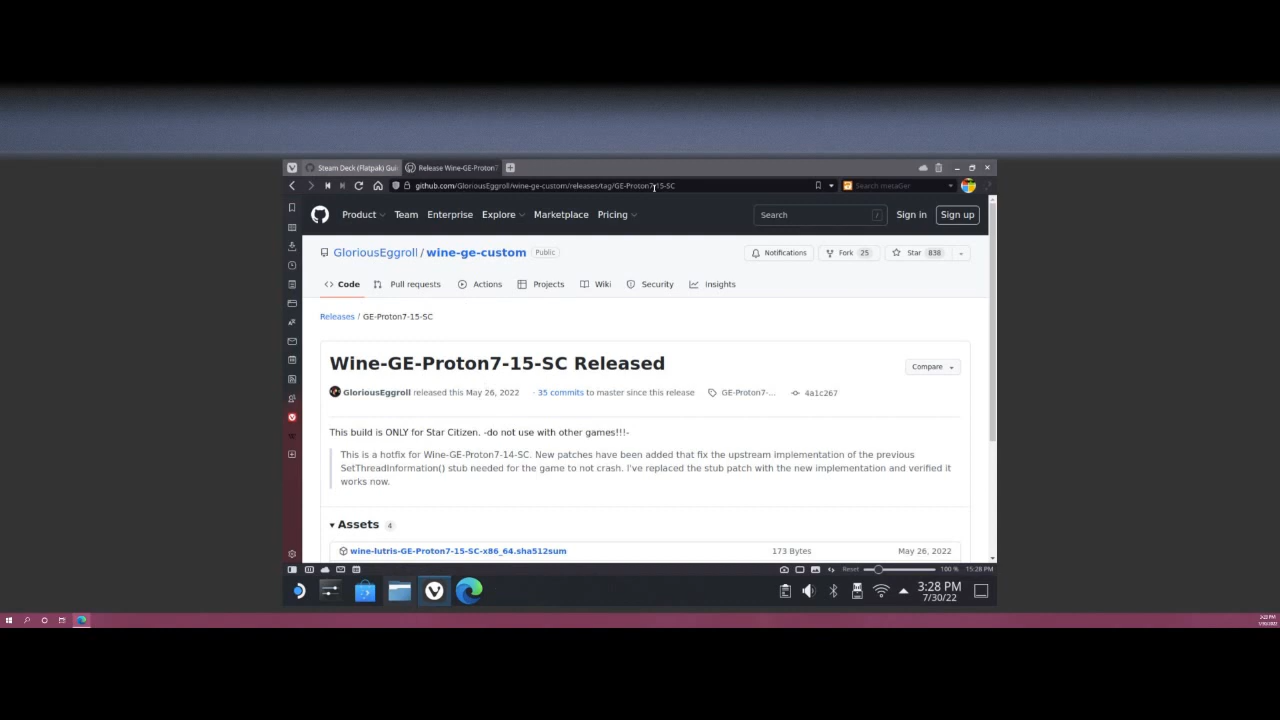 Steam Deck (Flatpak) Gui
Release Wine-GE-Proton7
github.com/GloriousEggroll/wine-ge-custom/releases/tag/GE-Proton7-15-SC
Search metaGer
Product
Team
Enterprise
Explore
Marketplace
Pricing
Search
/
Sign in
Sign up
GloriousEggroll / wine-ge-custom
Public
Notifications
Fork 25
Star 838
<> Code
Pull requests
Actions
Projects
Wiki
Security
Insights
Releases / GE-Proton7-15-SC
Wine-GE-Proton7-15-SC Released
Compare
GloriousEggroll released this May 26, 2022
· 35 commits to master since this release
GE-Proton7-...
4a1c267
This build is ONLY for Star Citizen. -do not use with other games!!!-
This is a hotfix for Wine-GE-Proton7-14-SC. New patches have been added that fix the upstream implementation of the previous
SetThreadInformation() stub needed for the game to not crash. I've replaced the stub patch with the new implementation and verified it
works now.
Assets 4
wine-lutris-GE-Proton7-15-SC-x86_64.sha512sum
173 Bytes
May 26, 2022
Reset
100 %
15:28 PM
3:28 PM
7/30/22